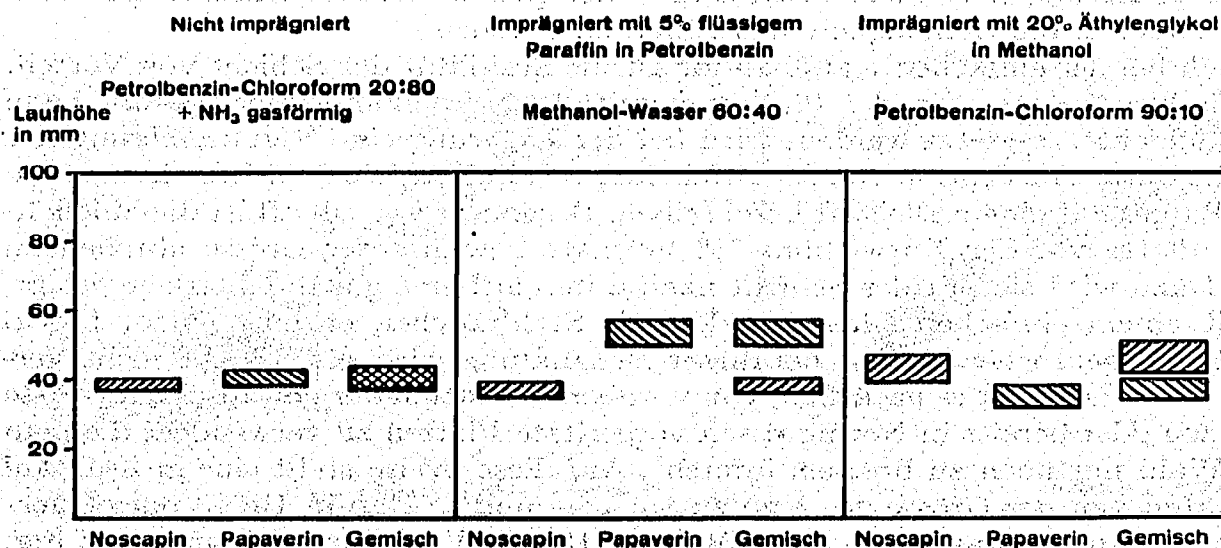 Nicht imprägniert
Petrolbenzin-Chloroform 20:80
+ NH₃ gasförmig
Imprägniert mit 5% flüssigem
Paraffin in Petrolbenzin
Methanol-Wasser 60:40
Imprägniert mit 20% Äthylenglykol
in Methanol
Petrolbenzin-Chloroform 90:10
Laufhöhe
in mm
100
80
60
40
20
Noscapin Papaverin Gemisch Noscapin Papaverin Gemisch Noscapin Papaverin Gemisch